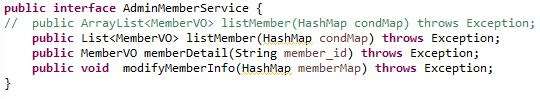 public interface AdminMemberService {
// public ArrayList<MemberVO> listMember(HashMap condMap) throws Exception;
public List<MemberVO> listMember(HashMap condMap) throws Exception;
public MemberVO memberDetail(String member_id) throws Exception;
public void  modifyMemberInfo(HashMap memberMap) throws Exception;
}